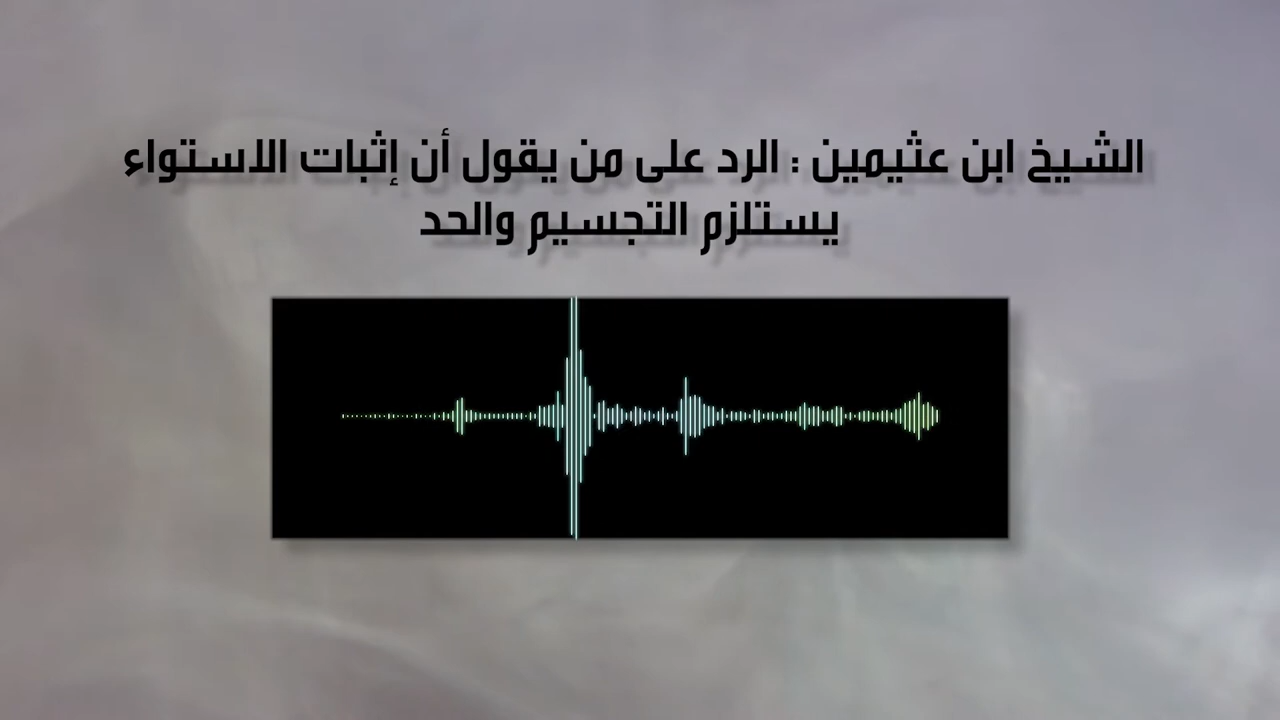 الشيخ ابن عثيمين : الرد على من يقول أن إثبات الاستواء
يستلزم التجسيم والحد